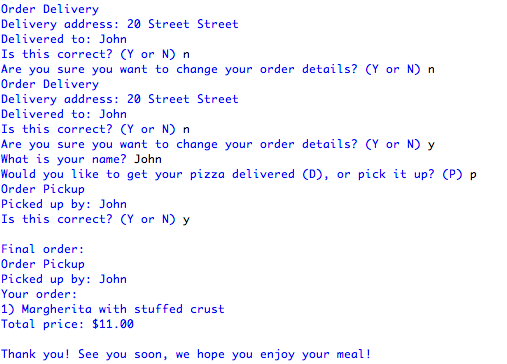 Order Delivery
Delivery address: 20 Street Street
Delivered to: John
Is this correct? (Y or N) n
Are you sure you want to change your order details? (Y or N) n
Order Delivery
Delivery address: 20 Street Street
Delivered to: John
Is this correct? (Y or N) n
Are you sure you want to change your order details? (Y or N) y
What is your name? John
Would you like to get your pizza delivered (D), or pick it up? (P) p
Order Pickup
Picked up by: John
Is this correct? (Y or N) y
Final order:
Order Pickup
Picked up by: John
Your order:
1) Margherita with stuffed crust
Total price: $11.00
Thank you! See you soon, we hope you enjoy your meal!